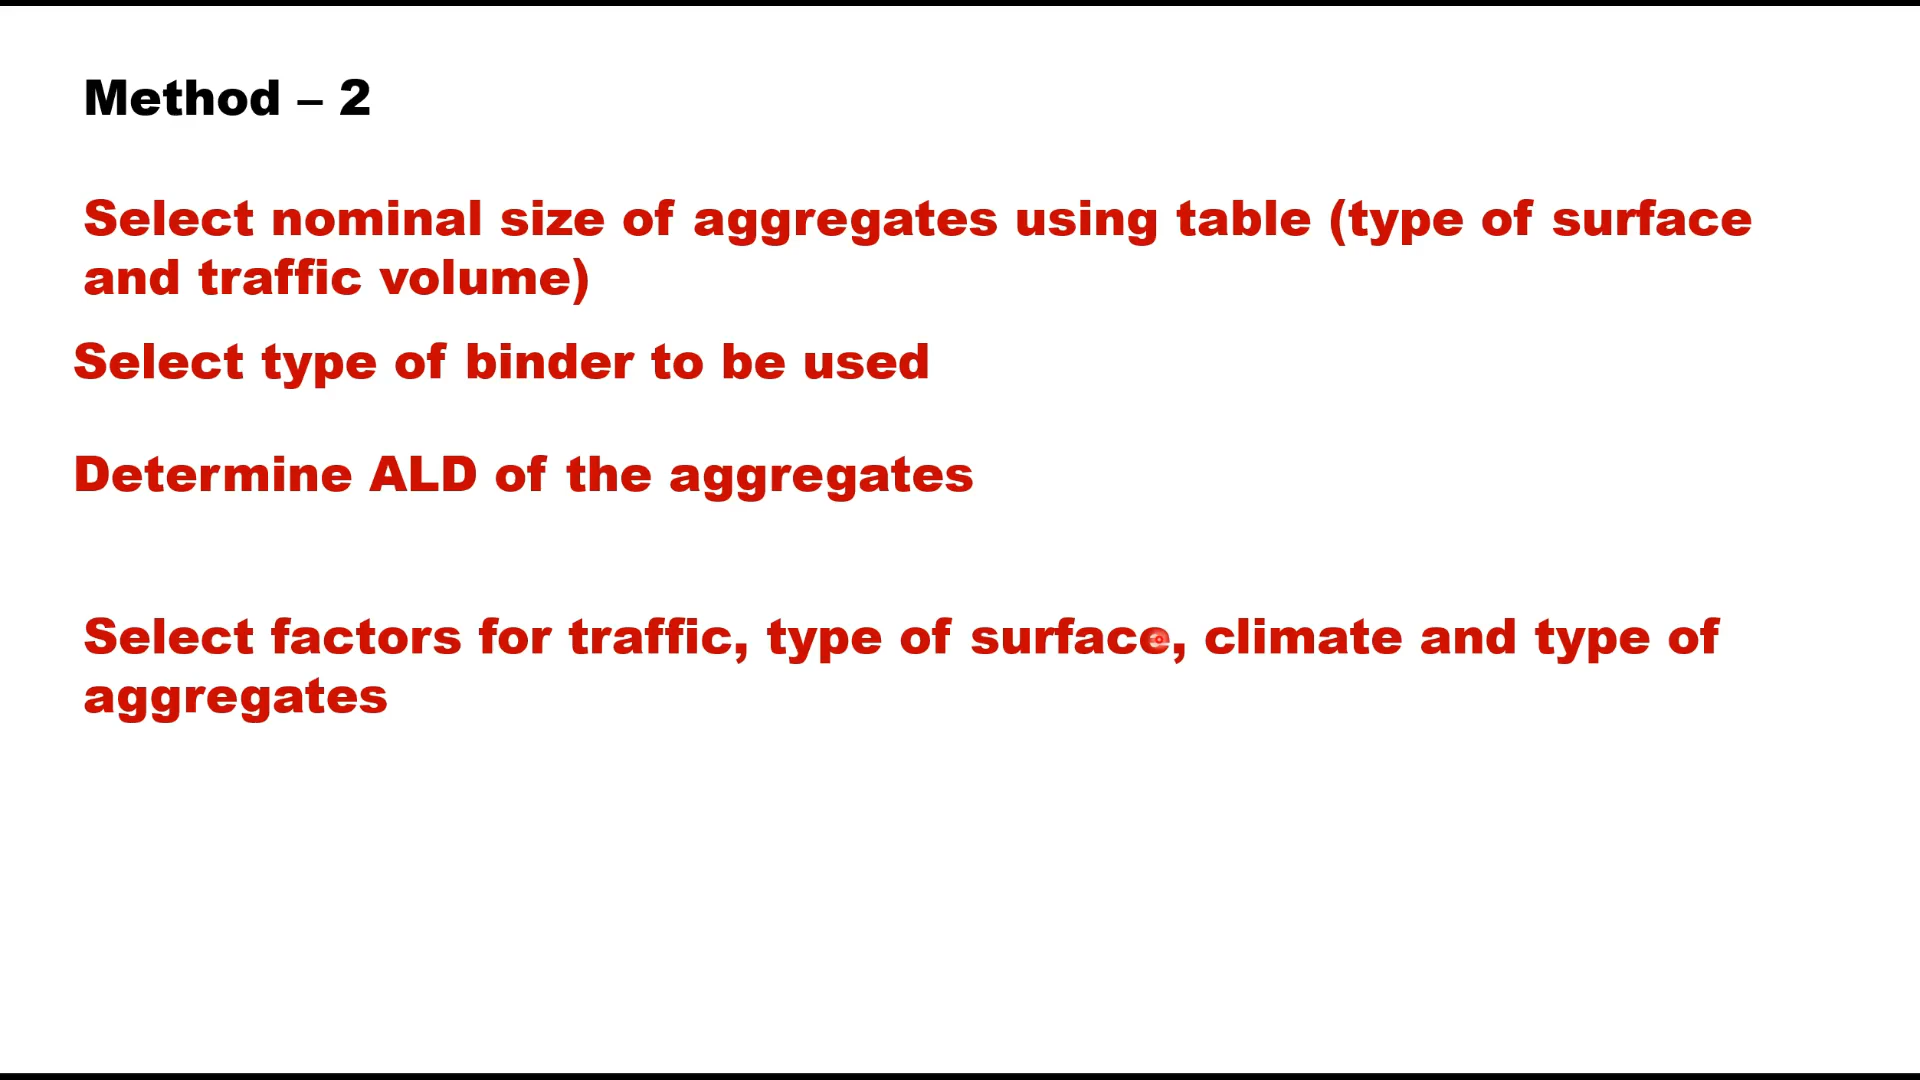 Method – 2
Select nominal size of aggregates using table (type of surface
and traffic volume)
Select type of binder to be used
Determine ALD of the aggregates
Select factors for traffic, type of surface, climate and type of
aggregates